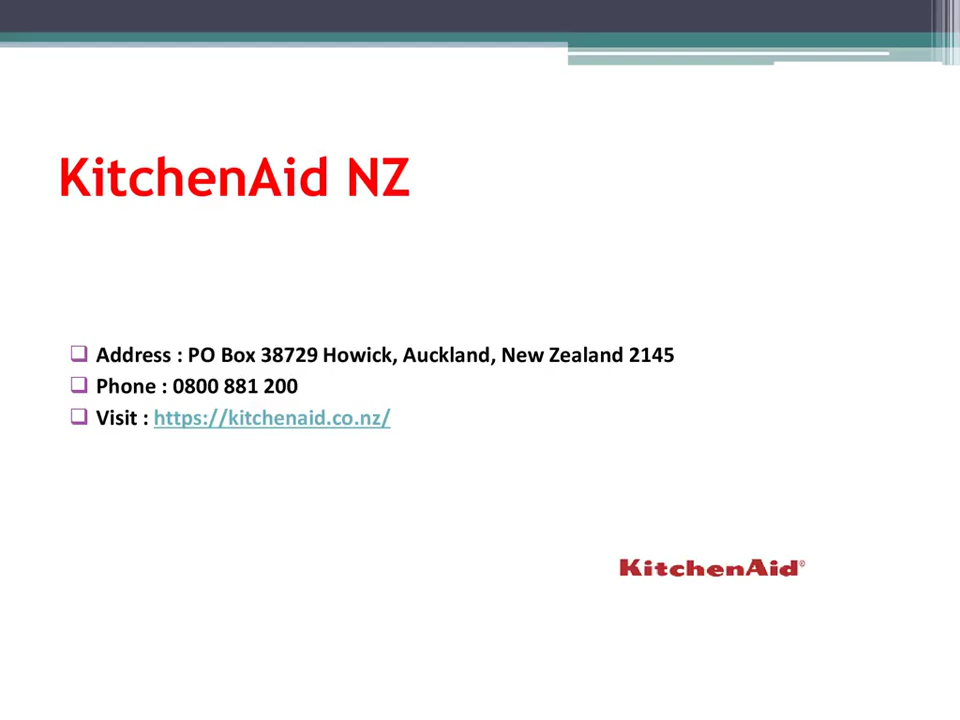 KitchenAid NZ
❑ Address : PO Box 38729 Howick, Auckland, New Zealand 2145
❑ Phone : 0800 881 200
❑ Visit : https://kitchenaid.co.nz/
KitchenAid®